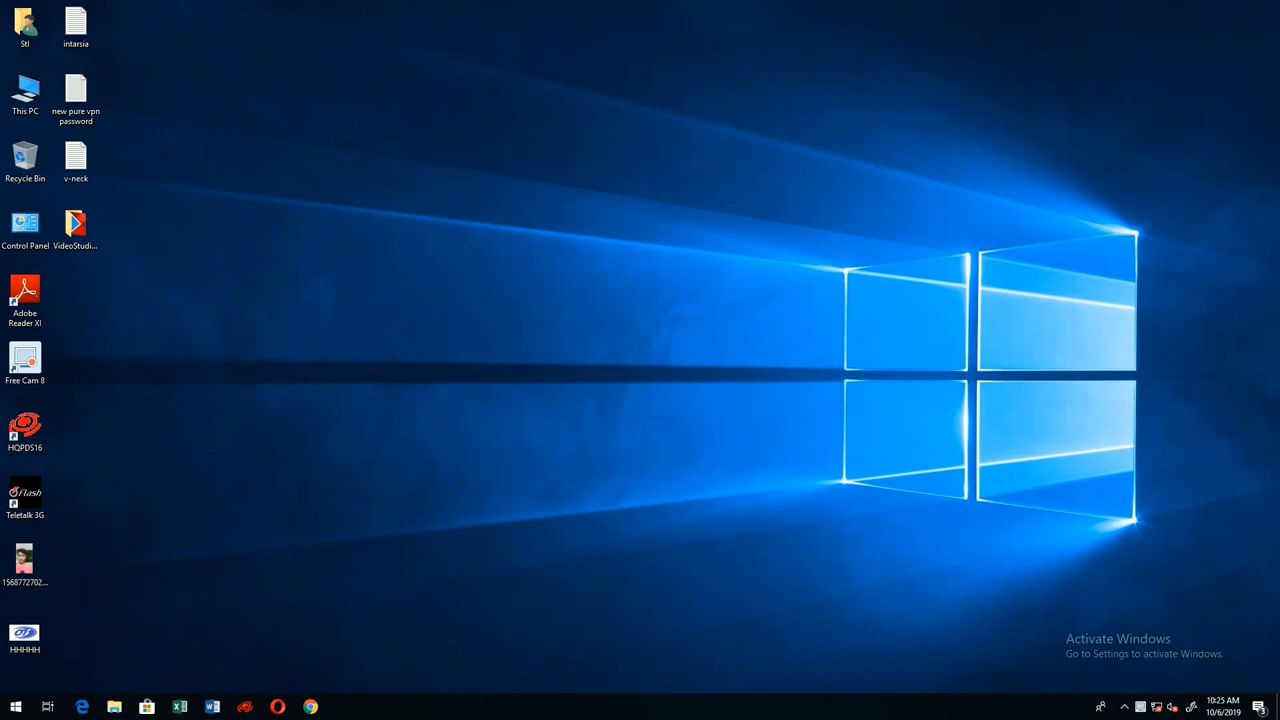 Stl
intarsia
This PC
new pure vpn
password
Recycle Bin
v-neck
Control Panel
VideoStudi...
Adobe
Reader XI
Free Cam 8
HQPDS16
Flash
Teletalk 3G
1568772702...
HHHHH
Activate Windows
Go to Settings to activate Windows.
10:25 AM
10/6/2019
3